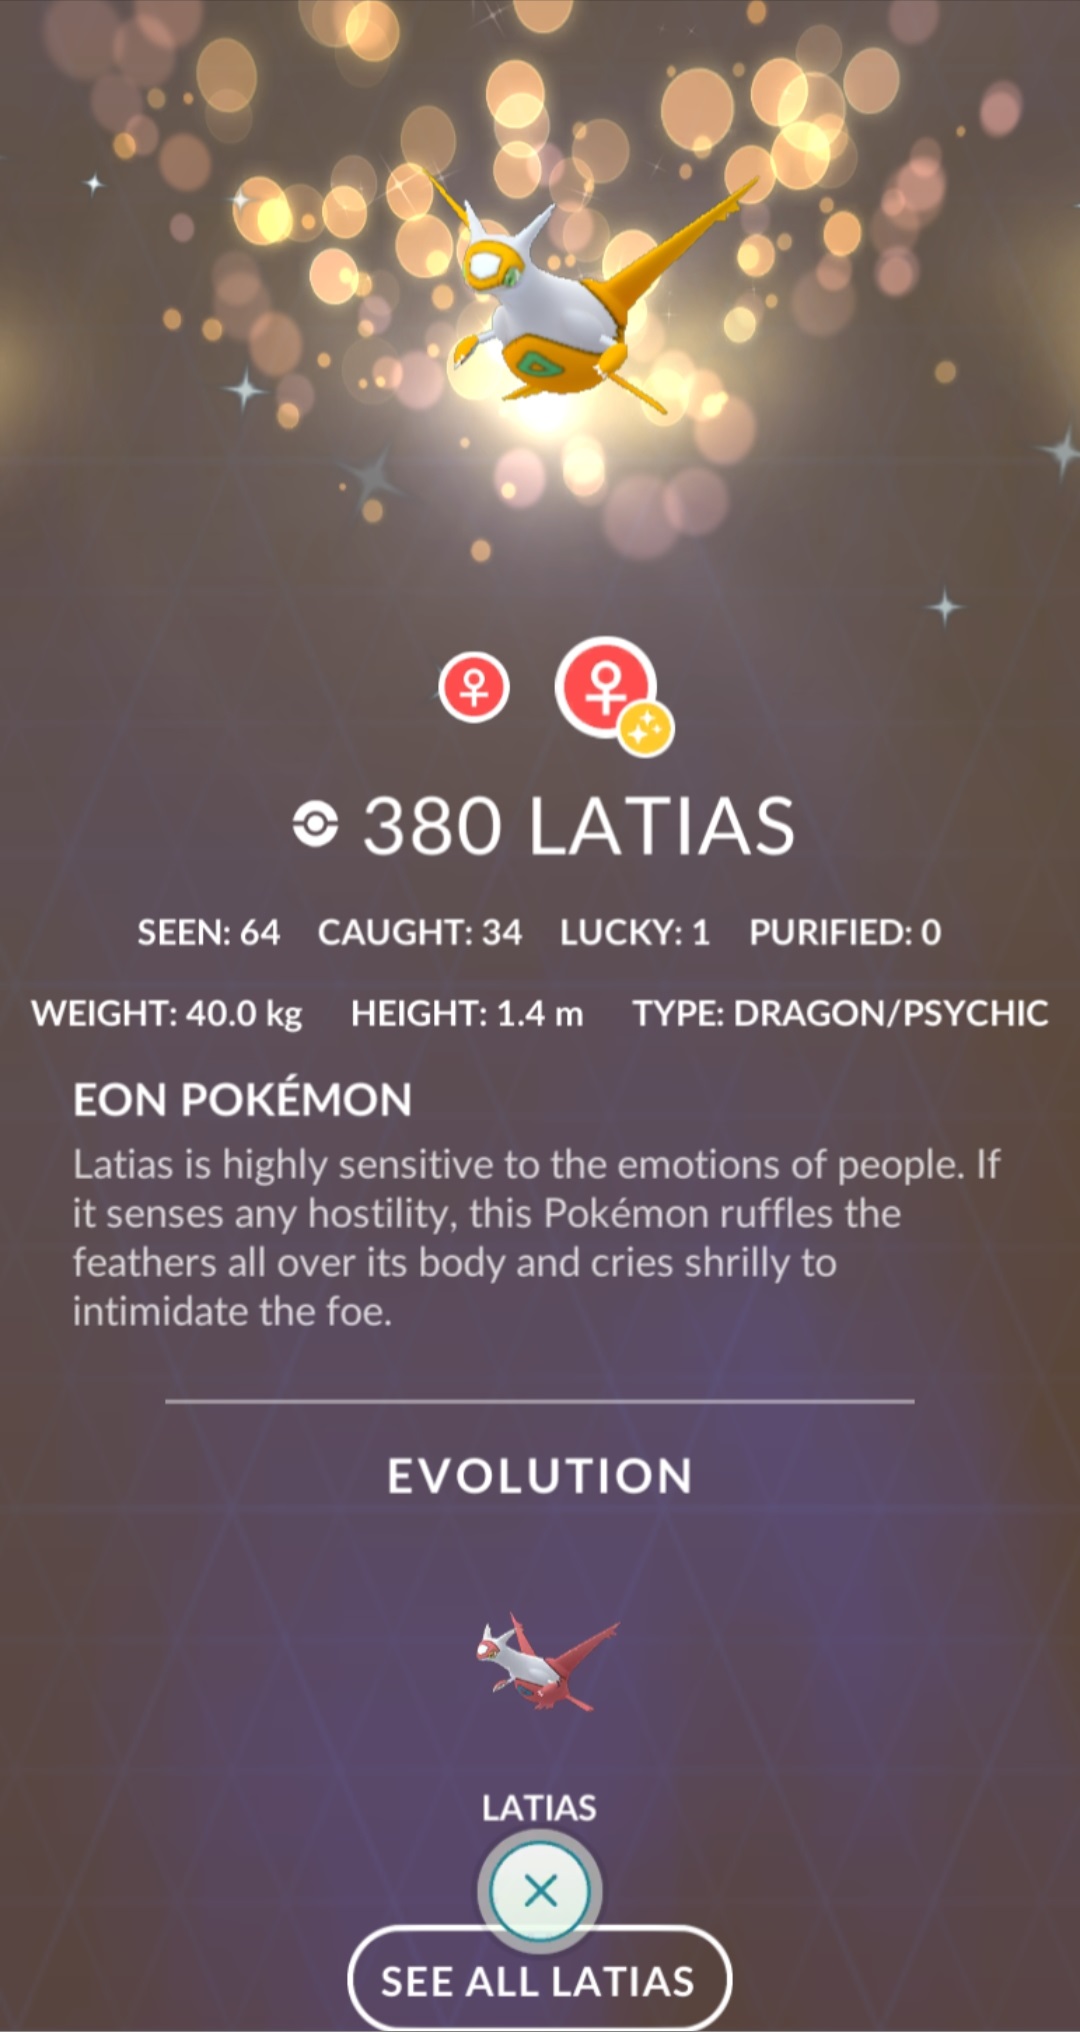 380 LATIAS
SEEN: 64 CAUGHT: 34 LUCKY: 1 PURIFIED: 0
WEIGHT: 40.0 kg HEIGHT: 1.4 m TYPE: DRAGON/PSYCHIC
EON POKÉMON
Latias is highly sensitive to the emotions of people. If
it senses any hostility, this Pokémon ruffles the
feathers all over its body and cries shrilly to
intimidate the foe.
EVOLUTION
LATIAS
SEE ALL LATIAS